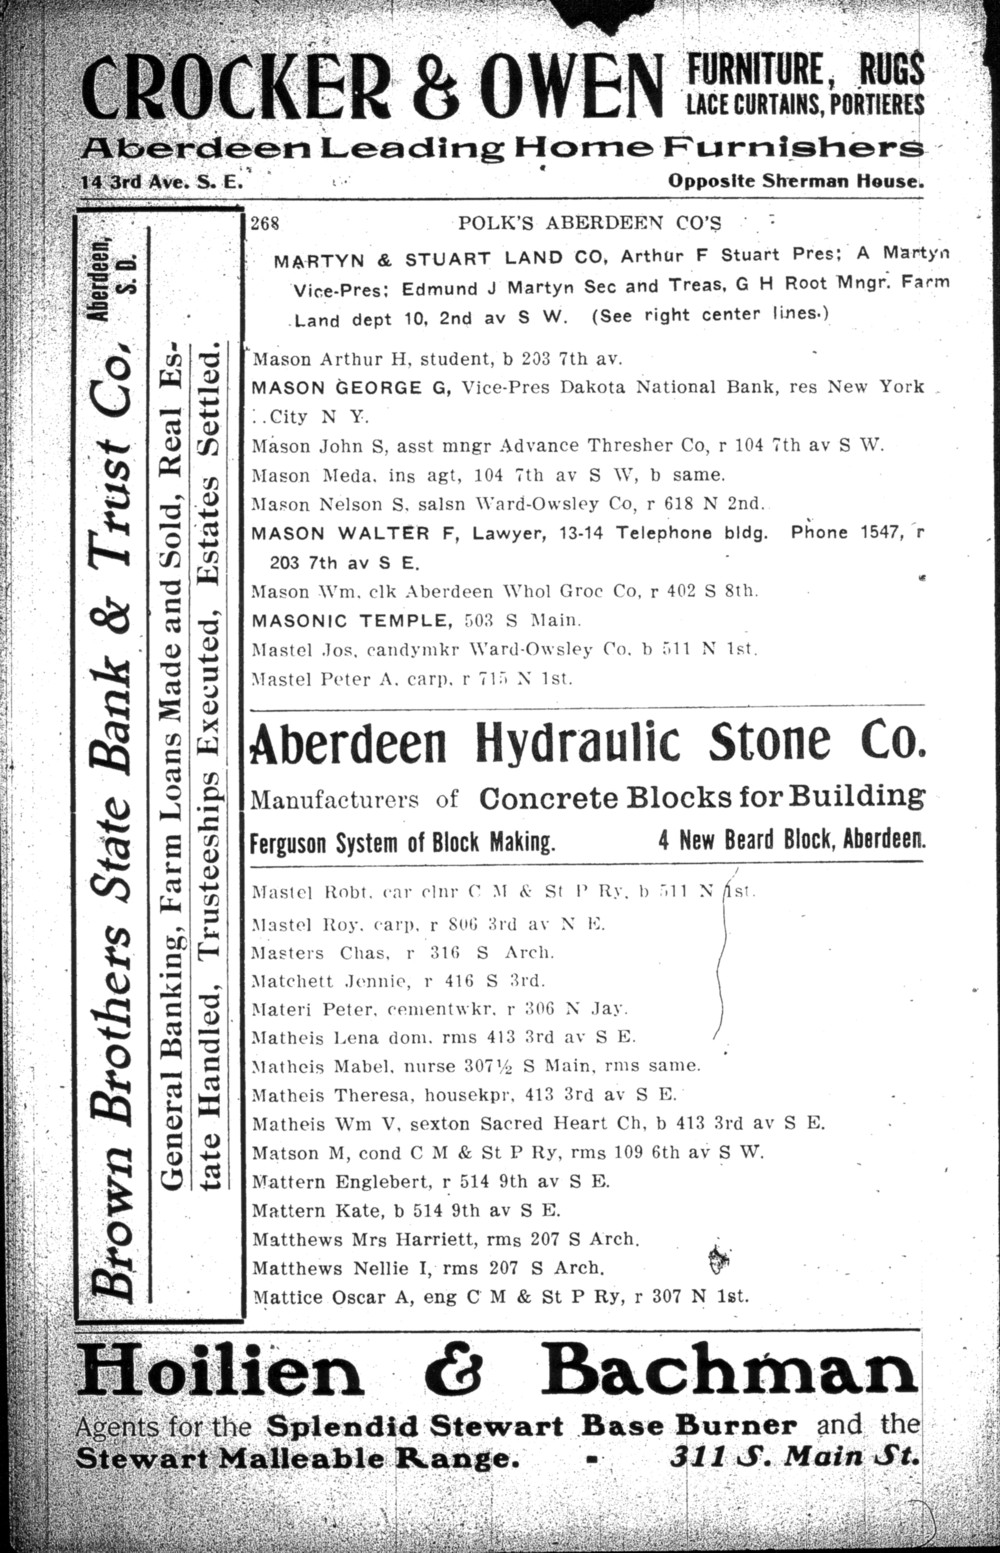 CROCKER & OWEN
FURNITURE, RUGS
LACE CURTAINS, PORTIERES
Aberdeen Leading Home Furnishers
14 3rd Ave. S. E.
Opposite Sherman House.
Brown Brothers State Bank & Trust Co, Aberdeen, S. D.
General Banking, Farm Loans Made and Sold, Real Es-
tate Handled, Trusteeships Executed, Estates Settled.
268 POLK'S ABERDEEN CO'S
MARTYN & STUART LAND CO, Arthur F Stuart Pres; A Martyn
Vice-Pres; Edmund J Martyn Sec and Treas, G H Root Mngr. Farm
Land dept 10, 2nd av S W. (See right center lines.)
Mason Arthur H, student, b 203 7th av.
MASON GEORGE G, Vice-Pres Dakota National Bank, res New York
City N Y.
Mason John S, asst mngr Advance Thresher Co, r 104 7th av S W.
Mason Meda, ins agt, 104 7th av S W, b same.
Mason Nelson S, salsn Ward-Owsley Co, r 618 N 2nd.
MASON WALTER F, Lawyer, 13-14 Telephone bldg. Phone 1547, r
203 7th av S E.
Mason Wm, clk Aberdeen Whol Groc Co, r 402 S 8th.
MASONIC TEMPLE, 503 S Main.
Mastel Jos, candymkr Ward-Owsley Co, b 511 N 1st.
Mastel Peter A, carp, r 715 N 1st.
Aberdeen Hydraulic Stone Co.
Manufacturers of Concrete Blocks for Building
Ferguson System of Block Making. 4 New Beard Block, Aberdeen.
Mastel Robt, car clnr C M & St P Ry, b 511 N 1st.
Mastel Roy, carp, r 806 3rd av N E.
Masters Chas, r 316 S Arch.
Matchett Jennie, r 416 S 3rd.
Materi Peter, cementwkr, r 306 N Jay.
Matheis Lena dom, rms 413 3rd av S E.
Matheis Mabel, nurse 307½ S Main, rms same.
Matheis Theresa, housekpr, 413 3rd av S E.
Matheis Wm V, sexton Sacred Heart Ch, b 413 3rd av S E.
Matson M, cond C M & St P Ry, rms 109 6th av S W.
Mattern Englebert, r 514 9th av S E.
Mattern Kate, b 514 9th av S E.
Matthews Mrs Harriett, rms 207 S Arch.
Matthews Nellie I, rms 207 S Arch.
Mattice Oscar A, eng C M & St P Ry, r 307 N 1st.
Hoilien & Bachman
Agents for the Splendid Stewart Base Burner and the
Stewart Malleable Range. - 311 S. Main St.